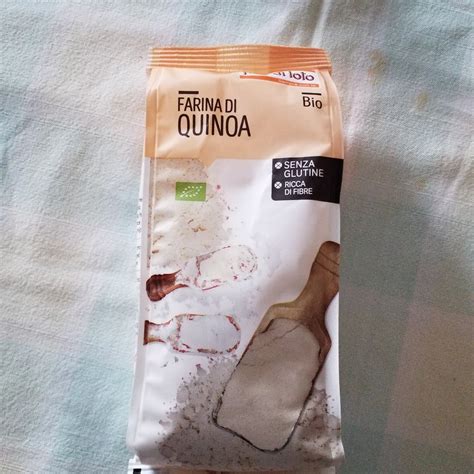 FARINA DI
QUINOA
Bio
SENZA
GLUTINE
RICCA
DI FIBRE